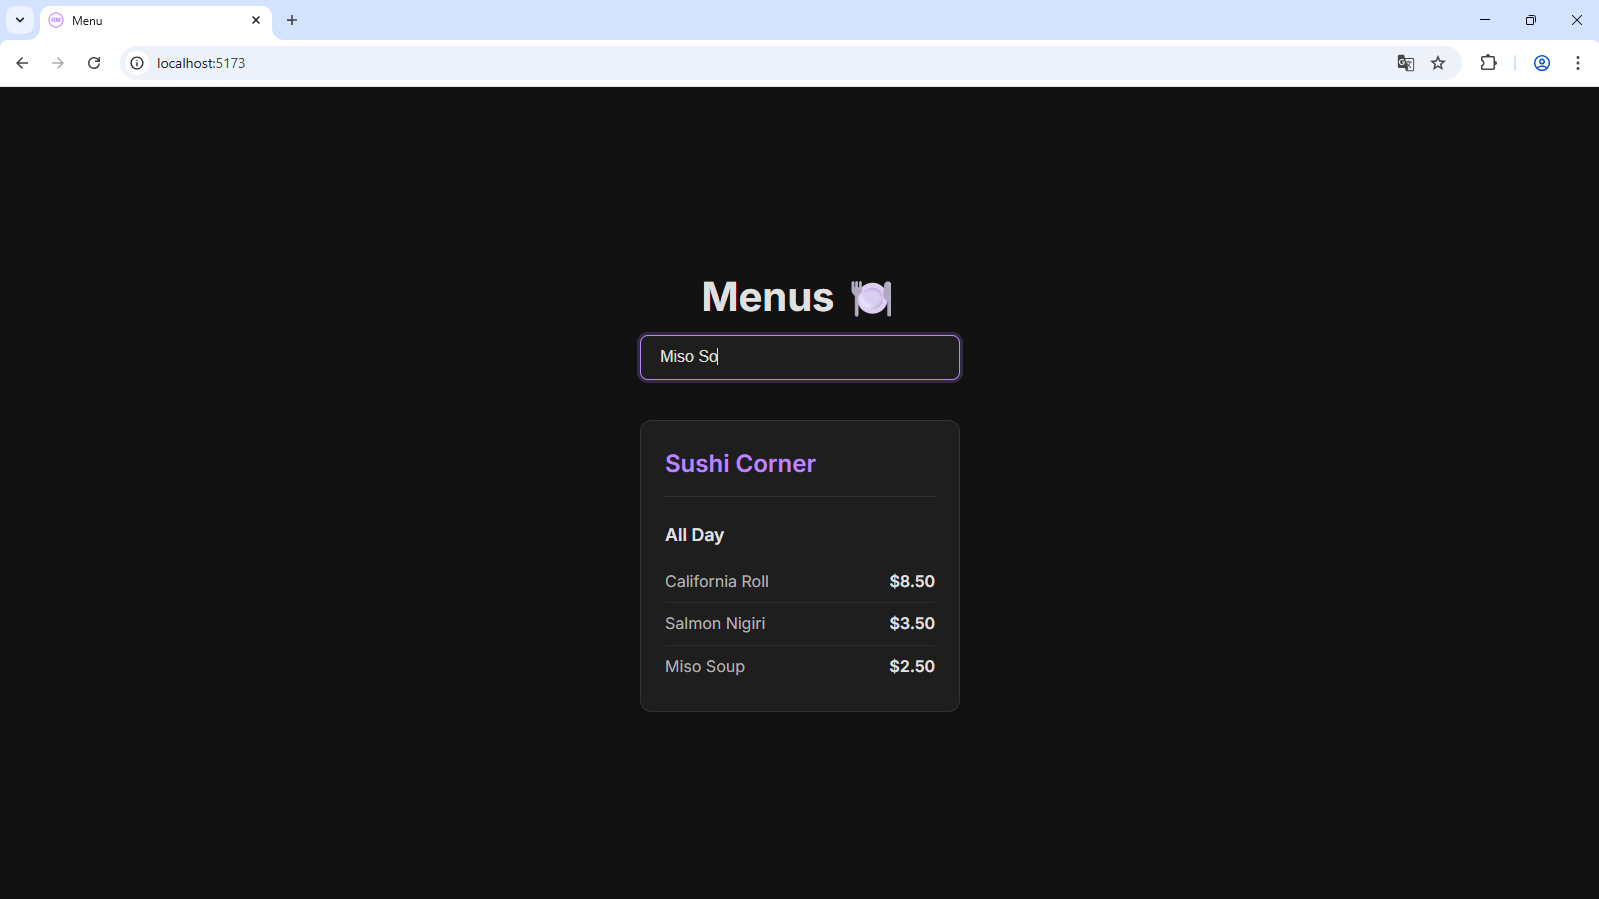 Menu
localhost:5173
Menus
Miso So
Sushi Corner
All Day
California Roll $8.50
Salmon Nigiri $3.50
Miso Soup $2.50